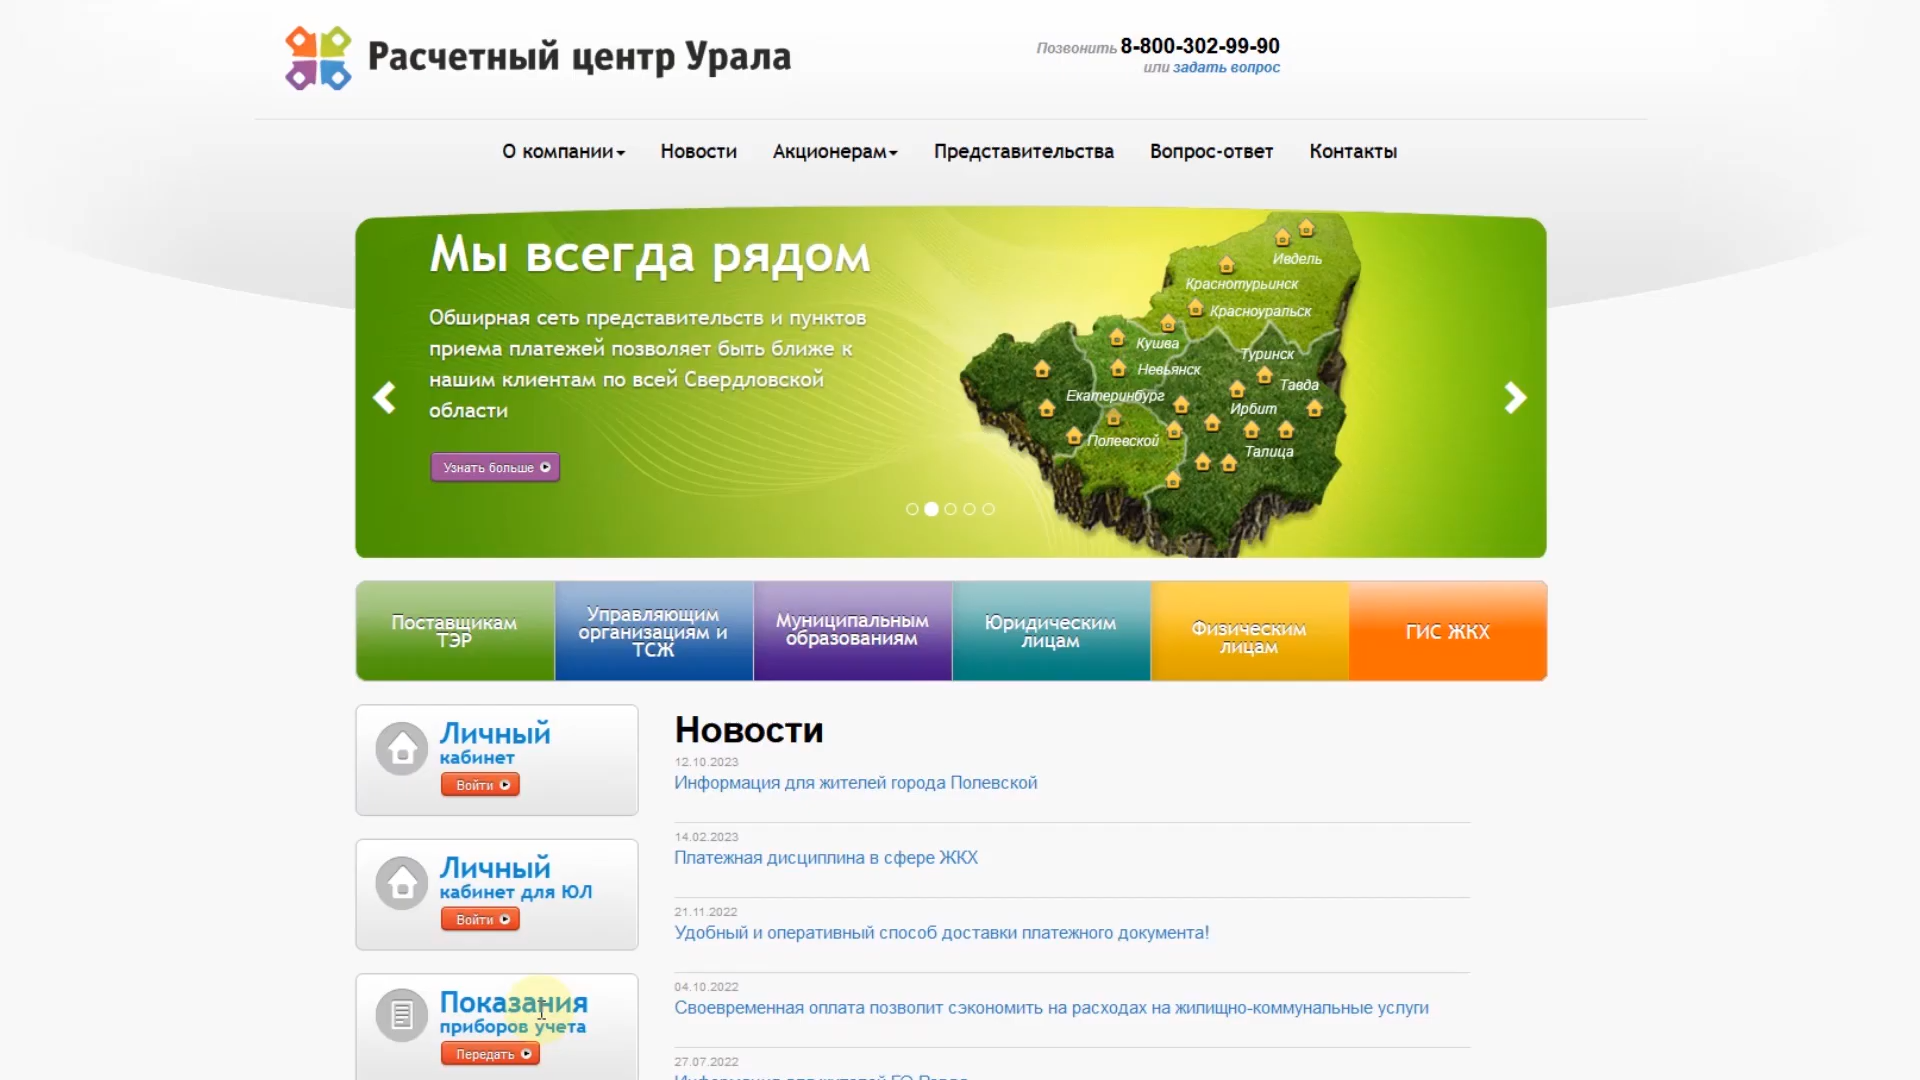 Расчетный центр Урала
Позвонить 8-800-302-99-90
или задать вопрос
О компании
Новости
Акционерам
Представительства
Вопрос-ответ
Контакты
Мы всегда рядом
Обширная сеть представительств и пунктов
приема платежей позволяет быть ближе к
нашим клиентам по всей Свердловской
области
Узнать больше
Ивдель
Краснотурьинск
Красноуральск
Кушва
Туринск
Невьянск
Тавда
Екатеринбург
Ирбит
Полевской
Талица
Поставщикам
ТЭР
Управляющим
организациям и
ТСЖ
Муниципальным
образованиям
Юридическим
лицам
Физическим
лицам
ГИС ЖКХ
Личный
кабинет
Войти
Личный
кабинет для ЮЛ
Войти
Показания
приборов учета
Передать
Новости
12.10.2023
Информация для жителей города Полевской
14.02.2023
Платежная дисциплина в сфере ЖКХ
21.11.2022
Удобный и оперативный способ доставки платежного документа!
04.10.2022
Своевременная оплата позволит сэкономить на расходах на жилищно-коммунальные услуги
27.07.2022